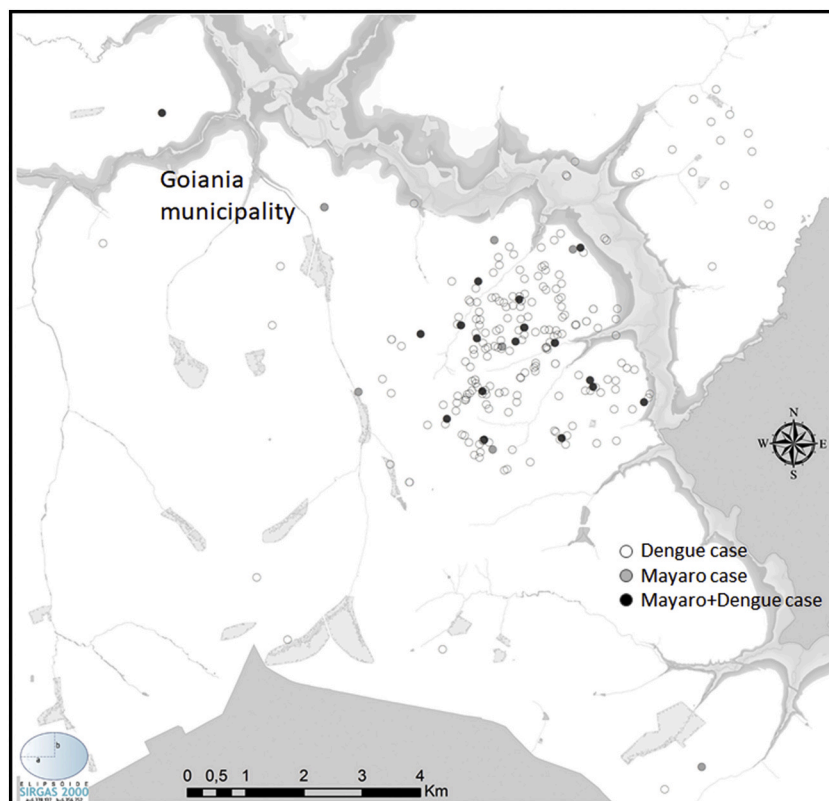 Goiania
municipality
N
W E
S
Dengue case
Mayaro case
Mayaro+Dengue case
b
a
ELIPSÓIDE
SIRGAS 2000
0 0,5 1 2 3 4
Km